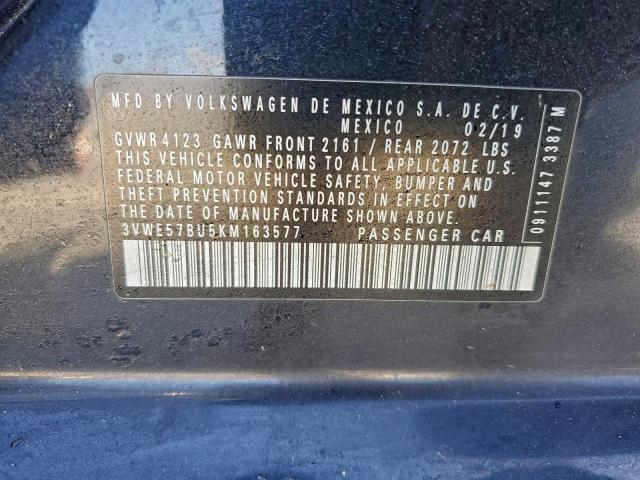 MFD BY VOLKSWAGEN DE MEXICO S.A. DE C.V.
MEXICO 02/19
GVWR 4123 GAWR FRONT 2161 / REAR 2072 LBS
THIS VEHICLE CONFORMS TO ALL APPLICABLE U.S.
FEDERAL MOTOR VEHICLE SAFETY, BUMPER AND
THEFT PREVENTION STANDARDS IN EFFECT ON
THE DATE OF MANUFACTURE SHOWN ABOVE.
3VWE57BU5KM163577 PASSENGER CAR
0911147 3387 M